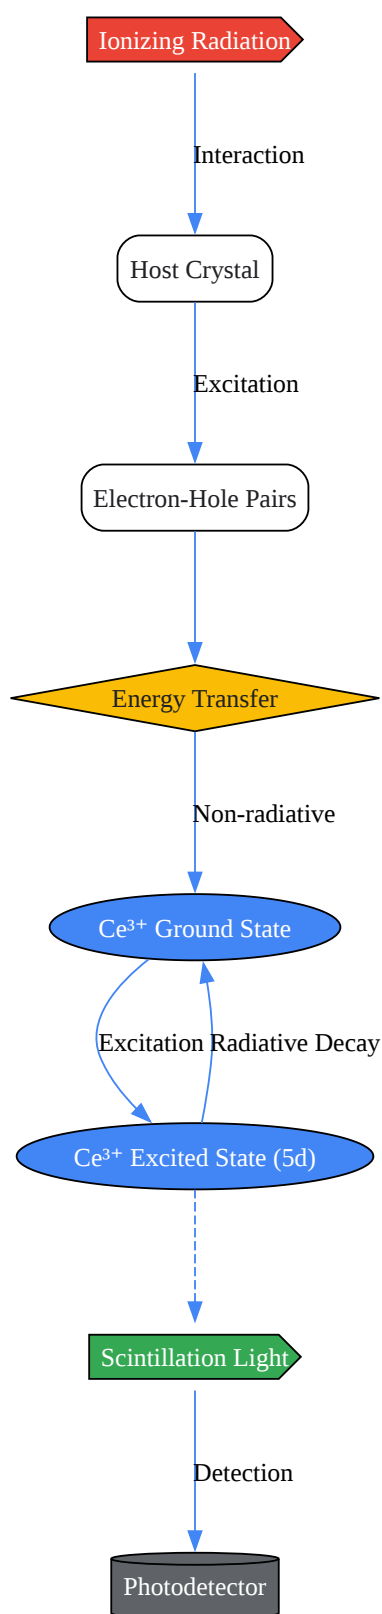 Ionizing Radiation
Interaction
Host Crystal
Excitation
Electron-Hole Pairs
Energy Transfer
Non-radiative
Ce³⁺ Ground State
Excitation
Radiative Decay
Ce³⁺ Excited State (5d)
Scintillation Light
Detection
Photodetector